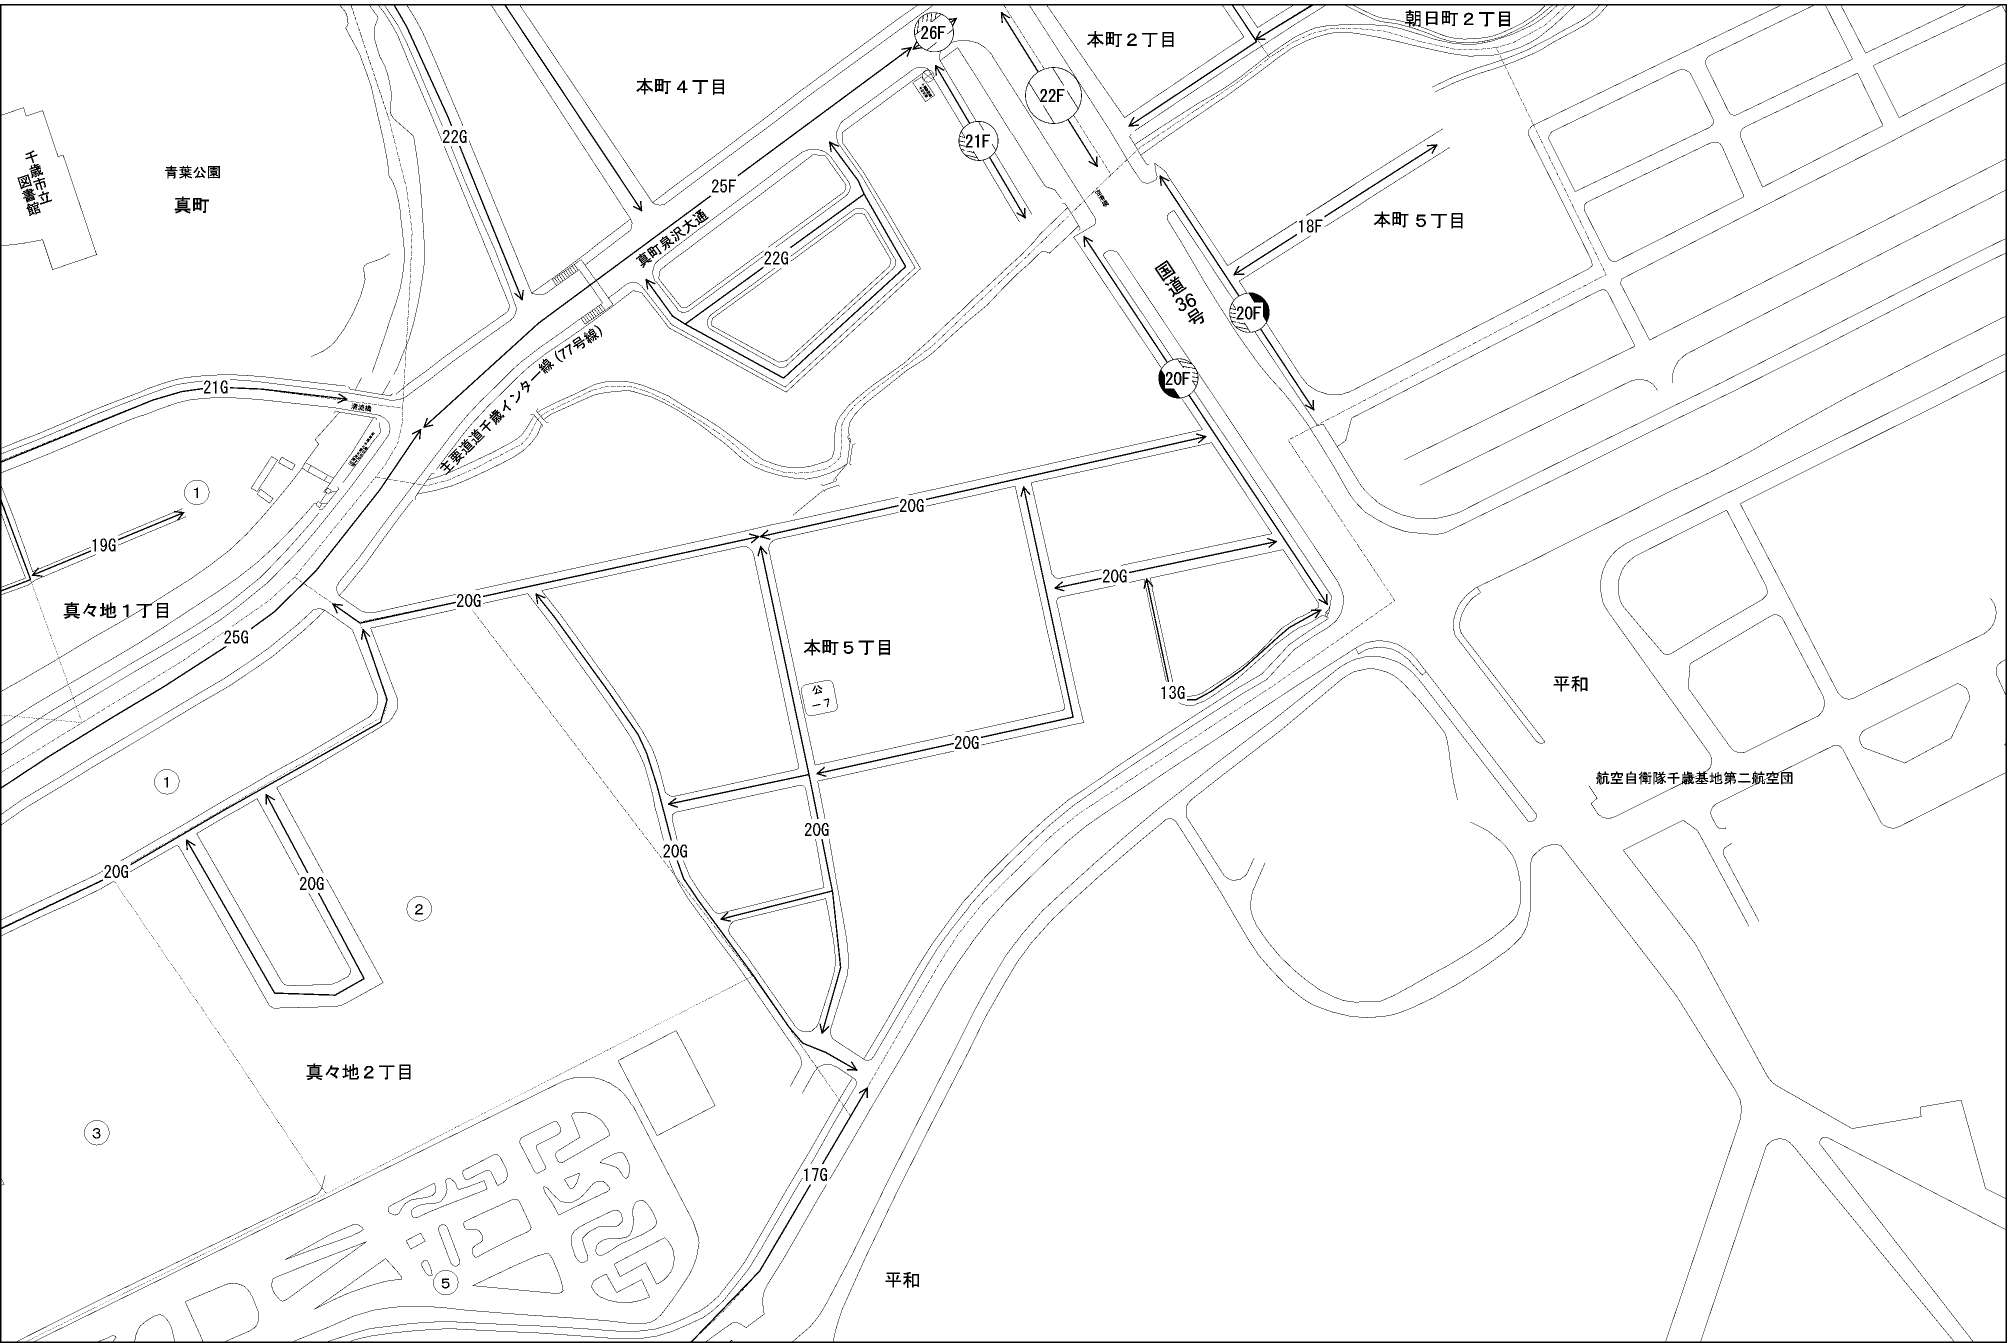 朝日町２丁目
26F
本町２丁目
本町４丁目
22F
22G
21F
千歳市立
図書館
青葉公園
真町
25F
真町泉沢大通
18F
本町５丁目
22G
国道36号
20F
主要道道千歳インター線(77号線)
20F
21G
清流橋
1
20G
19G
20G
20G
真々地１丁目
25G
本町５丁目
平和
公
－7
13G
20G
1
航空自衛隊千歳基地第二航空団
20G
20G
20G
20G
2
真々地２丁目
3
17G
平和
5